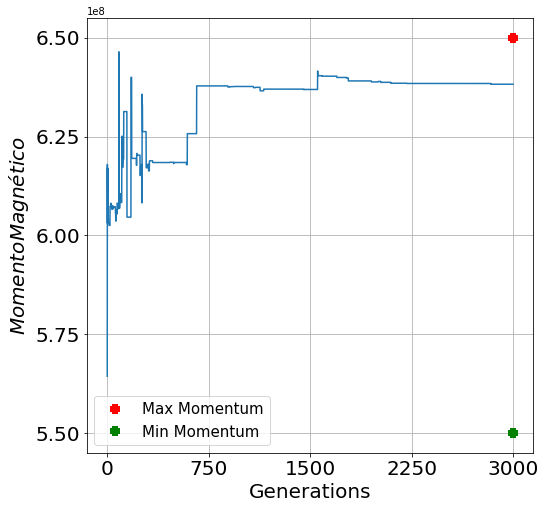 1e8
6.50
6.25
6.00
5.75
5.50
MomentoMagnético
Max Momentum
Min Momentum
0 750 1500 2250 3000
Generations